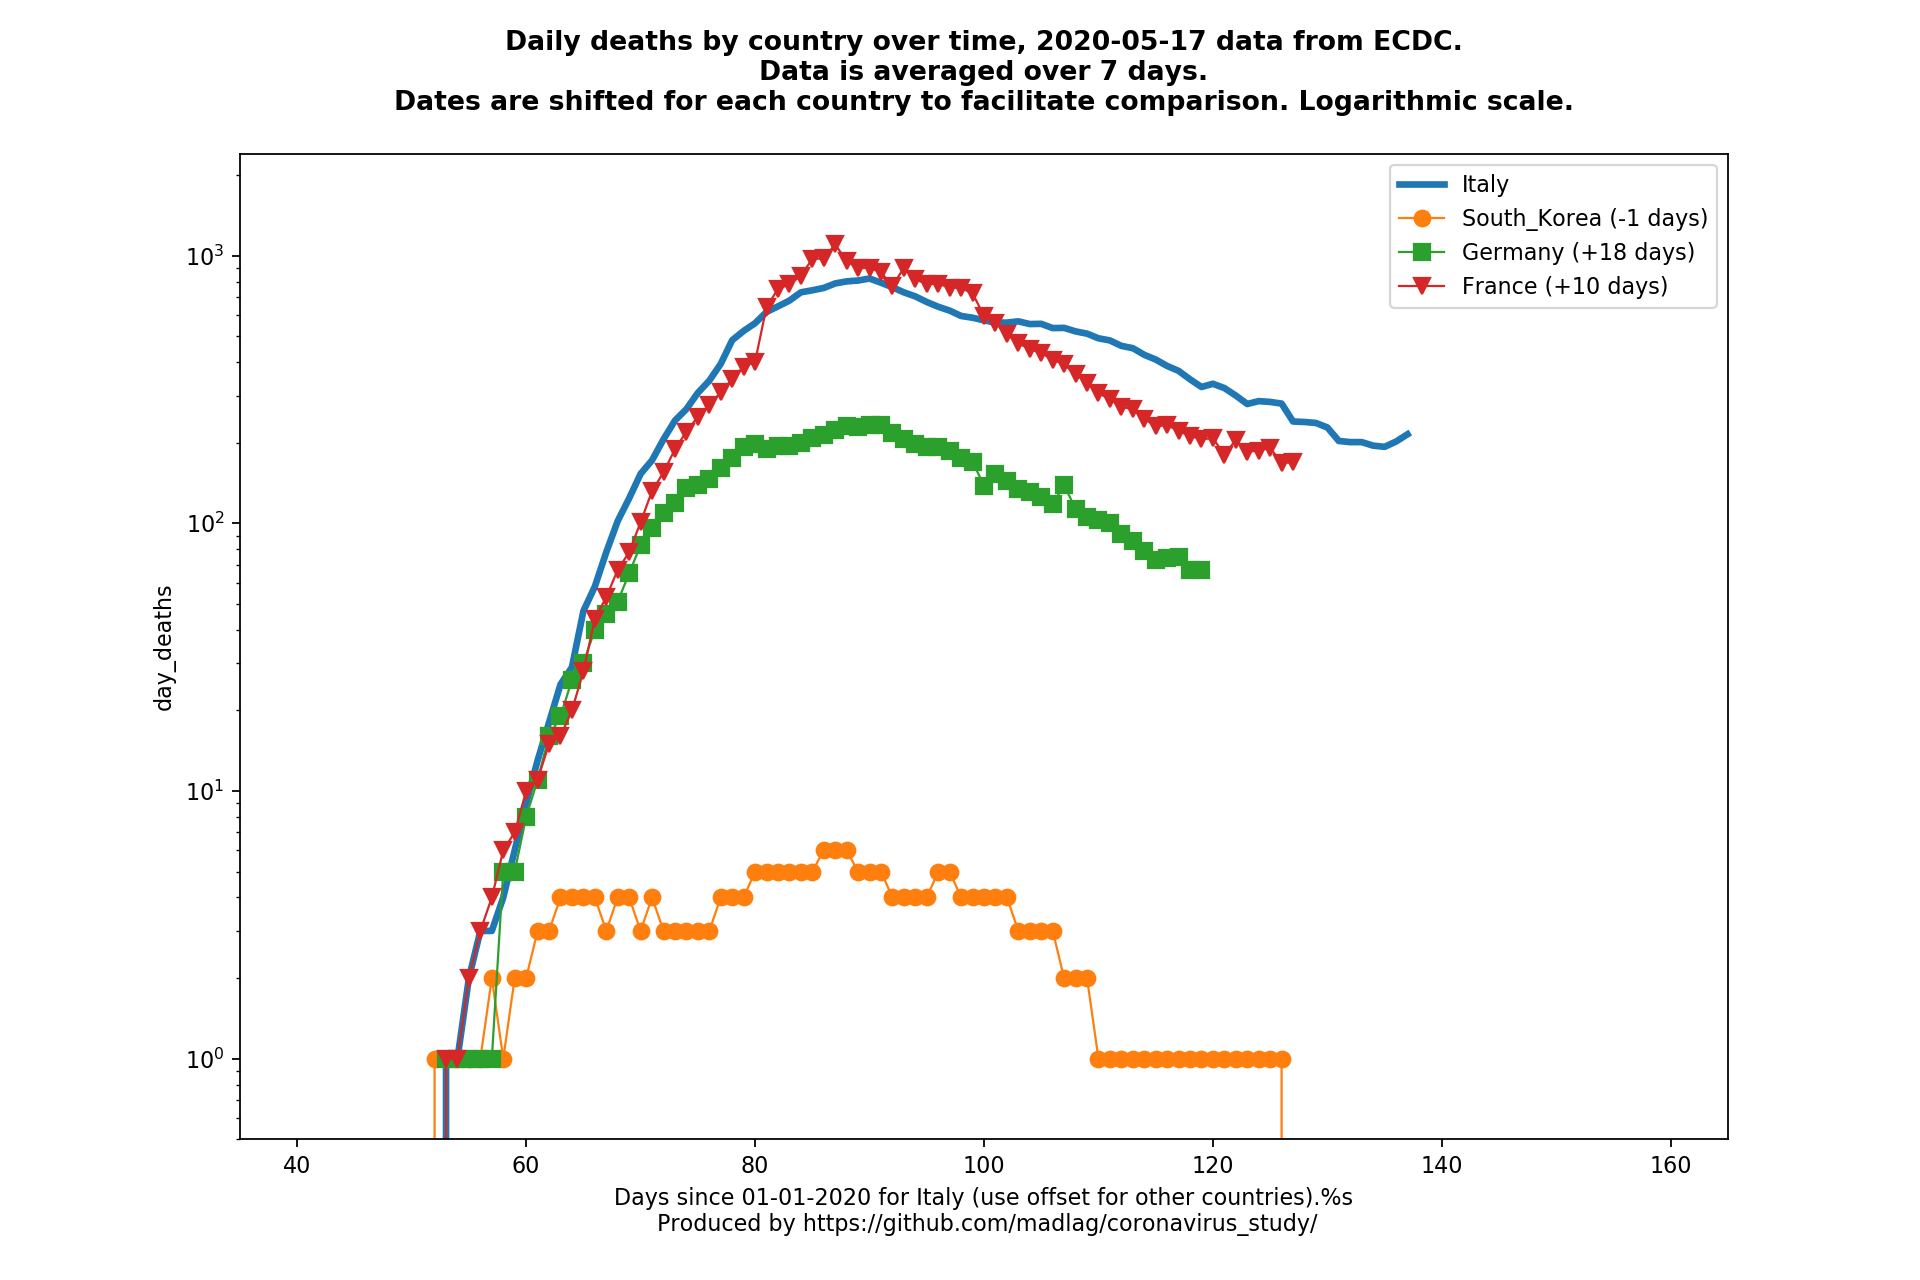 Daily deaths by country over time, 2020-05-17 data from ECDC.
Data is averaged over 7 days.
Dates are shifted for each country to facilitate comparison. Logarithmic scale.
Italy
South_Korea (-1 days)
Germany (+18 days)
France (+10 days)
10³
10²
10¹
10⁰
day_deaths
40 60 80 100 120 140 160
Days since 01-01-2020 for Italy (use offset for other countries).%s
Produced by https://github.com/madlag/coronavirus_study/